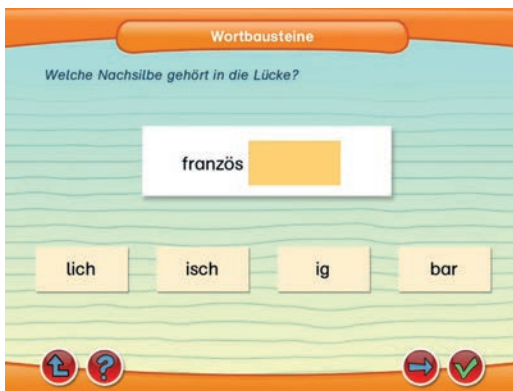 Wortbausteine
Welche Nachsilbe gehört in die Lücke?
französ
lich isch ig bar
?